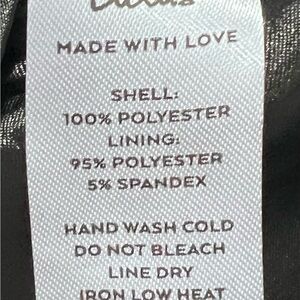 MADE WITH LOVE
SHELL:
100% POLYESTER
LINING:
95% POLYESTER
5% SPANDEX
HAND WASH COLD
DO NOT BLEACH
LINE DRY
IRON LOW HEAT